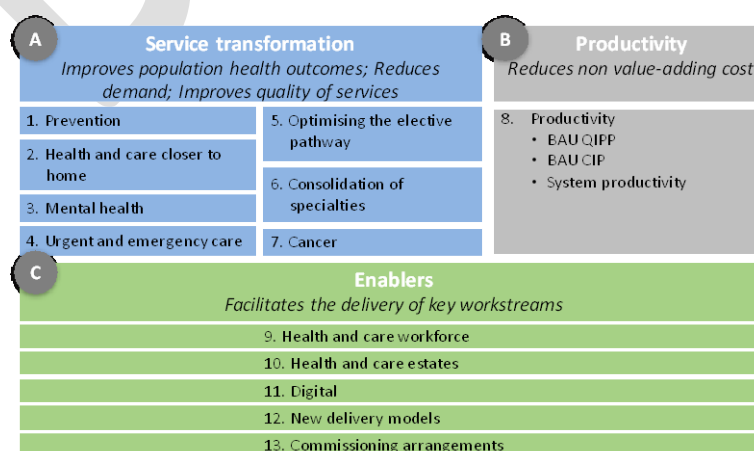 A
Service transformation
Improves population health outcomes; Reduces
demand; Improves quality of services
1. Prevention
2. Health and care closer to
home
3. Mental health
4. Urgent and emergency care
5. Optimising the elective
pathway
6. Consolidation of
specialties
7. Cancer
B
Productivity
Reduces non value-adding cost
8. Productivity
• BAU QIPP
• BAU CIP
• System productivity
C
Enablers
Facilitates the delivery of key workstreams
9. Health and care workforce
10. Health and care estates
11. Digital
12. New delivery models
13. Commissioning arrangements